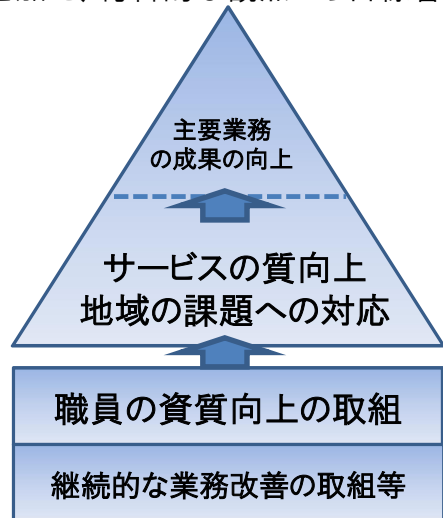 主要業務
の成果の向上
サービスの質向上
地域の課題への対応
職員の資質向上の取組
継続的な業務改善の取組等